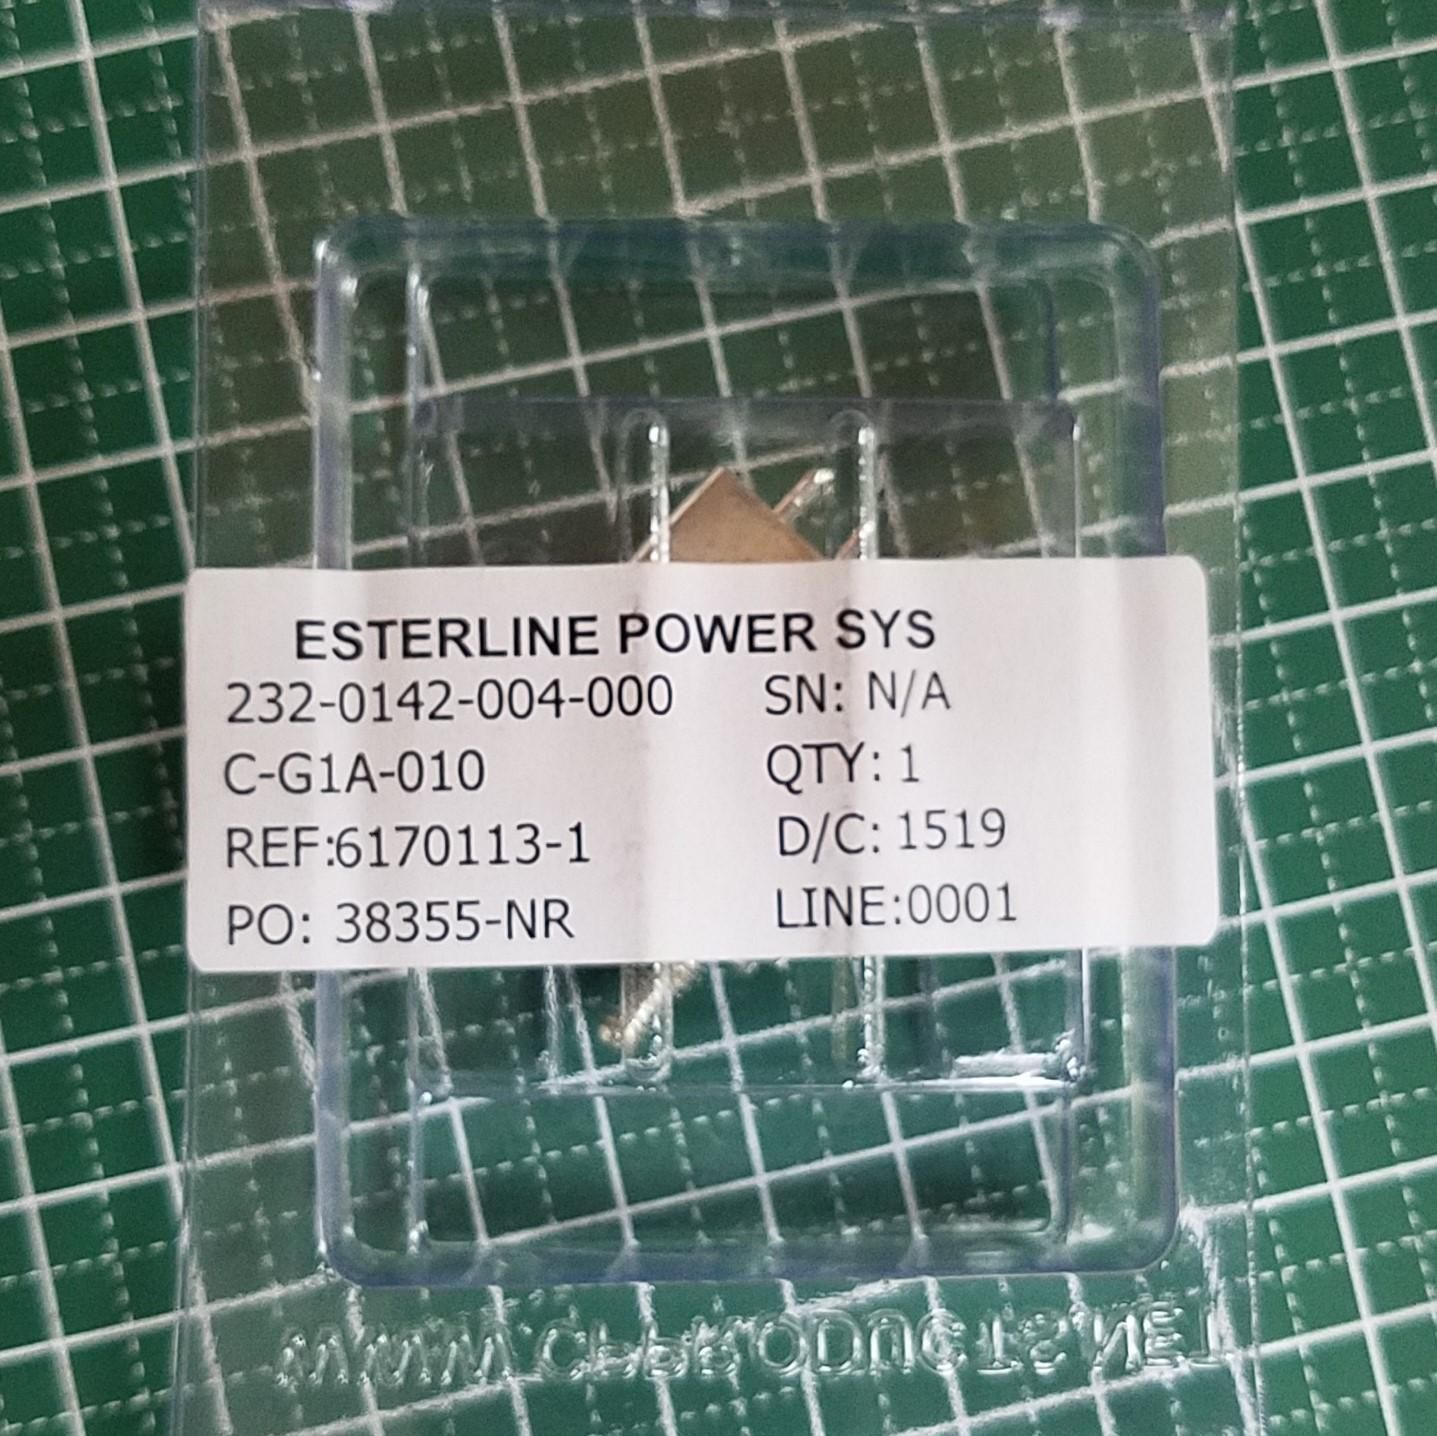 ESTERLINE POWER SYS
232-0142-004-000 SN: N/A
C-G1A-010 QTY: 1
REF:6170113-1 D/C: 1519
PO: 38355-NR LINE:0001